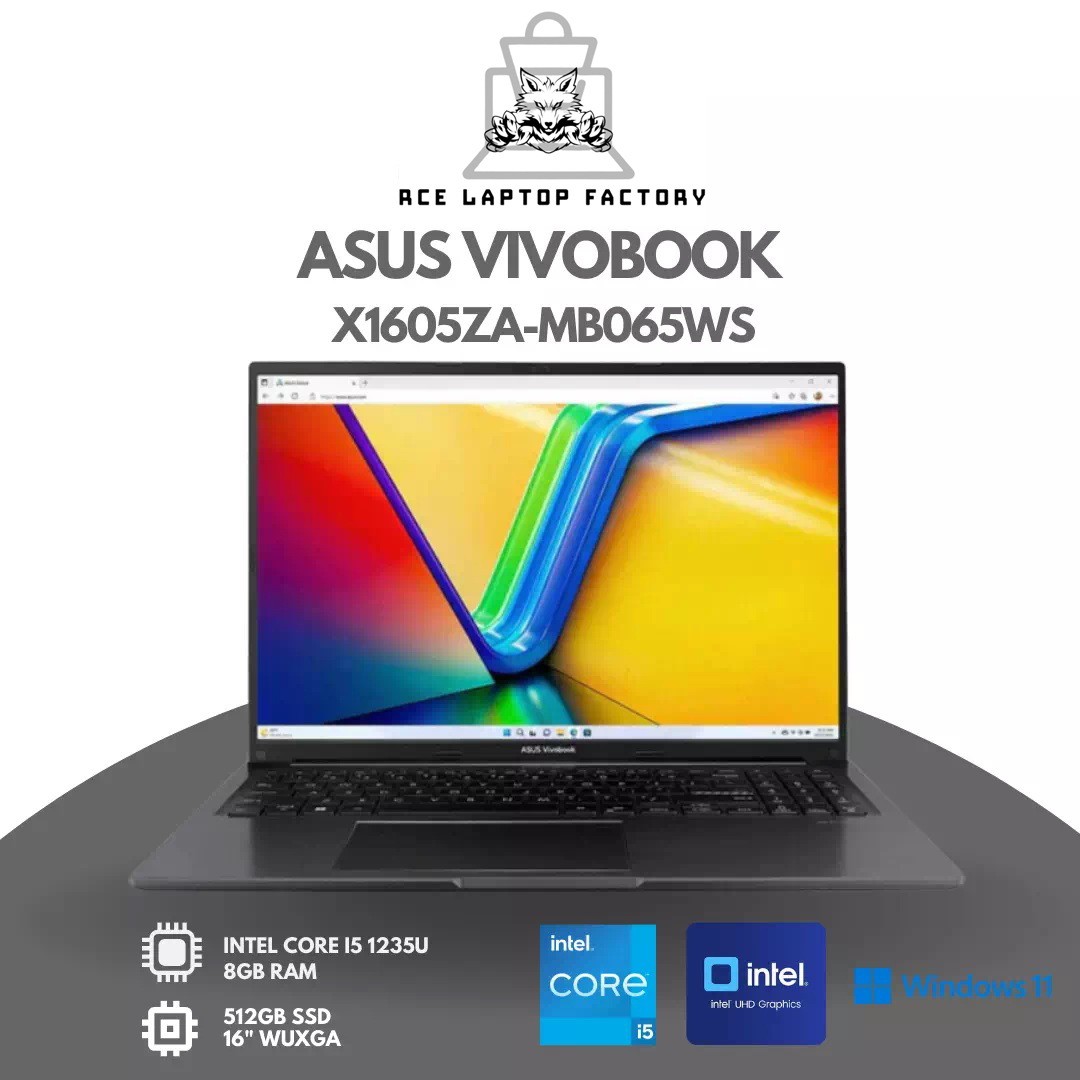 RCE LAPTOP FACTORY
ASUS VIVOBOOK
X1605ZA-MB065WS
ASUS Vivobook
INTEL CORE I5 1235U
8GB RAM
512GB SSD
16" WUXGA
intel.
CORE
i5
intel.
intel UHD Graphics
Windows 11